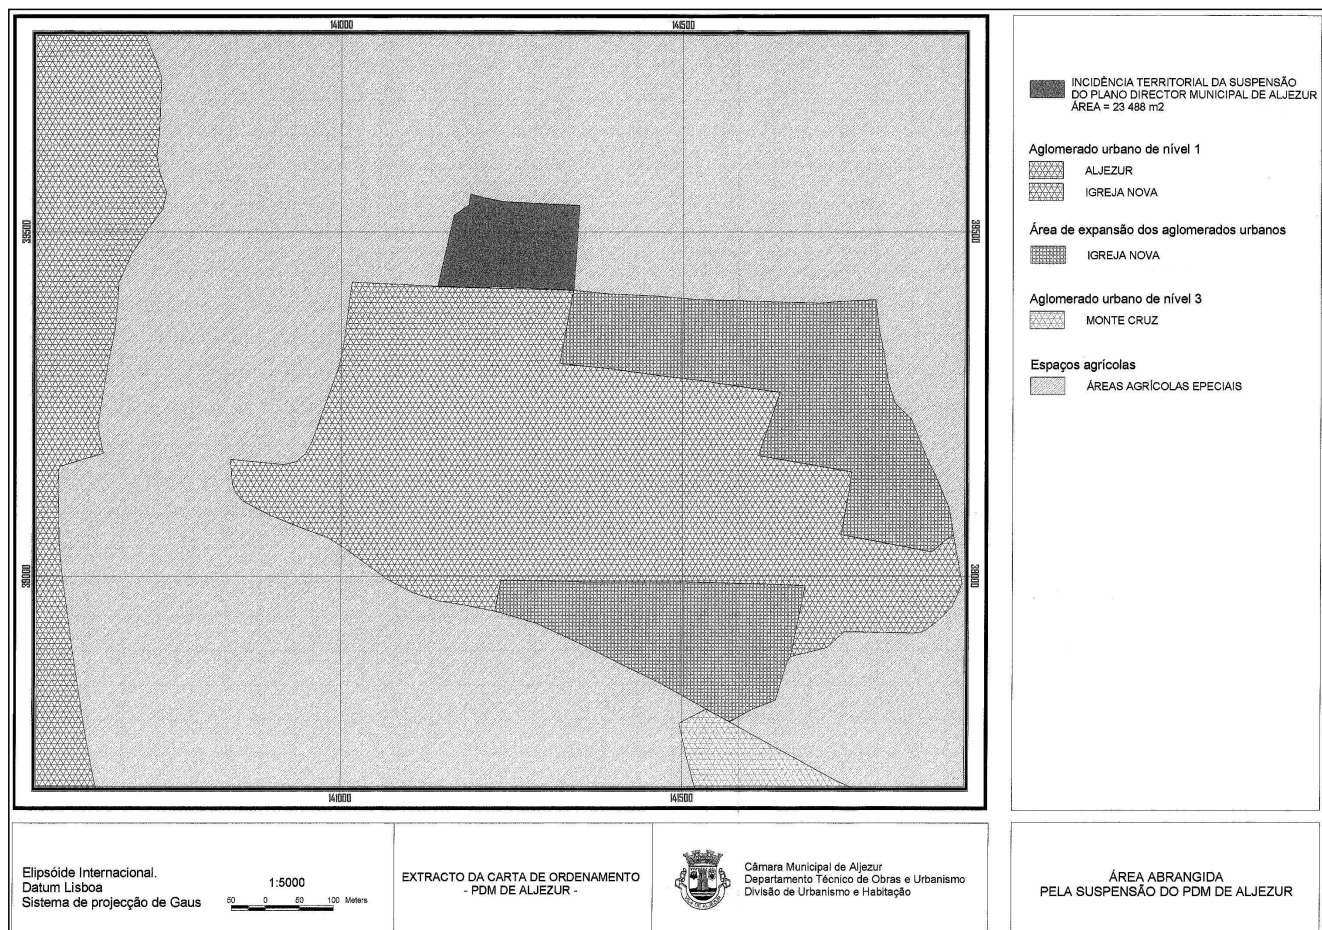 141000
141500
39500
39500
39000
39000
141000
141500
INCIDÊNCIA TERRITORIAL DA SUSPENSÃO
DO PLANO DIRECTOR MUNICIPAL DE ALJEZUR
ÁREA = 23 488 m2
Aglomerado urbano de nível 1
ALJEZUR
IGREJA NOVA
Área de expansão dos aglomerados urbanos
IGREJA NOVA
Aglomerado urbano de nível 3
MONTE CRUZ
Espaços agrícolas
ÁREAS AGRÍCOLAS EPECIAIS
Elipsóide Internacional.
Datum Lisboa
Sistema de projecção de Gaus
1:5000
50 0 50 100 Meters
EXTRACTO DA CARTA DE ORDENAMENTO
- PDM DE ALJEZUR -
Câmara Municipal de Aljezur
Departamento Técnico de Obras e Urbanismo
Divisão de Urbanismo e Habitação
ÁREA ABRANGIDA
PELA SUSPENSÃO DO PDM DE ALJEZUR